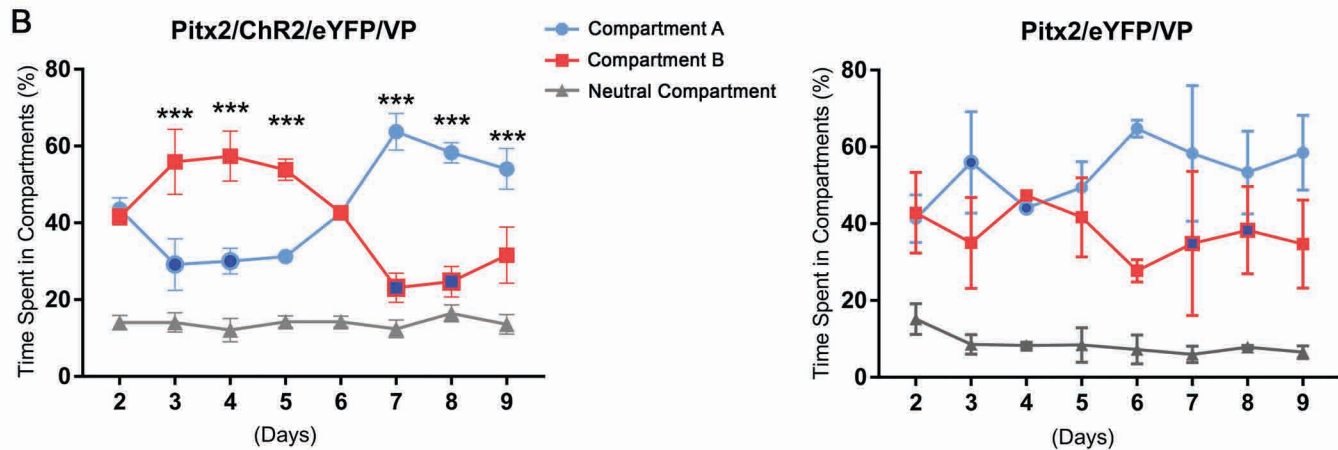 B
Pitx2/ChR2/eYFP/VP
Time Spent in Compartments (%)
80
60
40
20
0
*** *** *** *** *** ***
2 3 4 5 6 7 8 9
(Days)
Compartment A
Compartment B
Neutral Compartment
Pitx2/eYFP/VP
Time Spent in Compartments (%)
80
60
40
20
0
2 3 4 5 6 7 8 9
(Days)